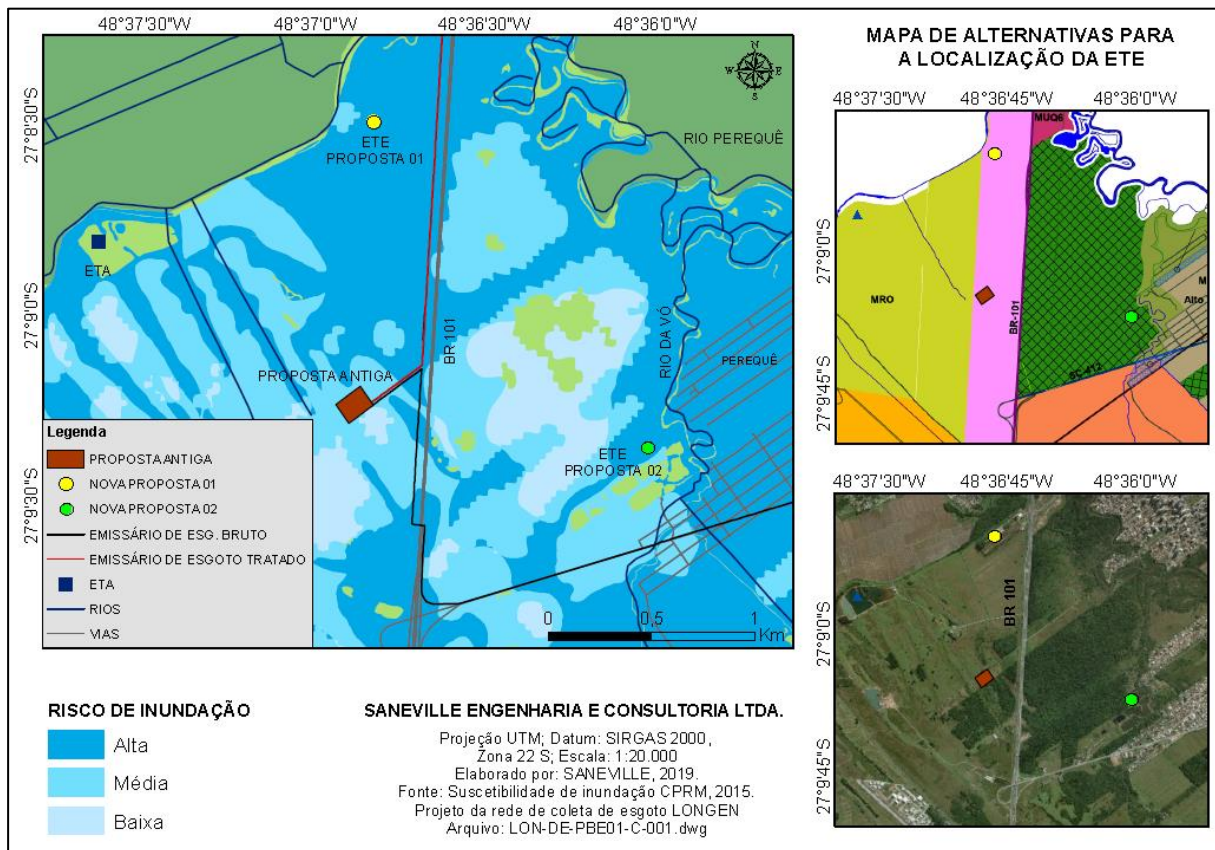 48°37'30"W 48°37'0"W 48°36'30"W 48°36'0"W
27°8'30"S
27°9'0"S
27°9'30"S
N
W E
S
ETE
PROPOSTA 01
RIO PEREQUÊ
ETA
BR 101
RIO DA VÓ
PEREQUÊ
PROPOSTA ANTIGA
ETE
PROPOSTA 02
Legenda
PROPOSTA ANTIGA
NOVA PROPOSTA 01
NOVA PROPOSTA 02
EMISSÁRIO DE ESG. BRUTO
EMISSÁRIO DE ESGOTO TRATADO
ETA
RIOS
VIAS
0 0,5 1
Km
RISCO DE INUNDAÇÃO
Alta
Média
Baixa
SANEVILLE ENGENHARIA E CONSULTORIA LTDA.
Projeção UTM; Datum: SIRGAS 2000,
Zona 22 S; Escala: 1:20.000
Elaborado por: SANEVILLE, 2019.
Fonte: Suscetibilidade de inundação CPRM, 2015.
Projeto da rede de coleta de esgoto LONGEN
Arquivo: LON-DE-PBE01-C-001.dwg
MAPA DE ALTERNATIVAS PARA
A LOCALIZAÇÃO DA ETE
48°37'30"W 48°36'45"W 48°36'0"W
27°9'0"S
27°9'45"S
MUQ6
MRO
BR-101
SC-412
M
Alto
48°37'30"W 48°36'45"W 48°36'0"W
27°9'0"S
27°9'45"S
BR 101